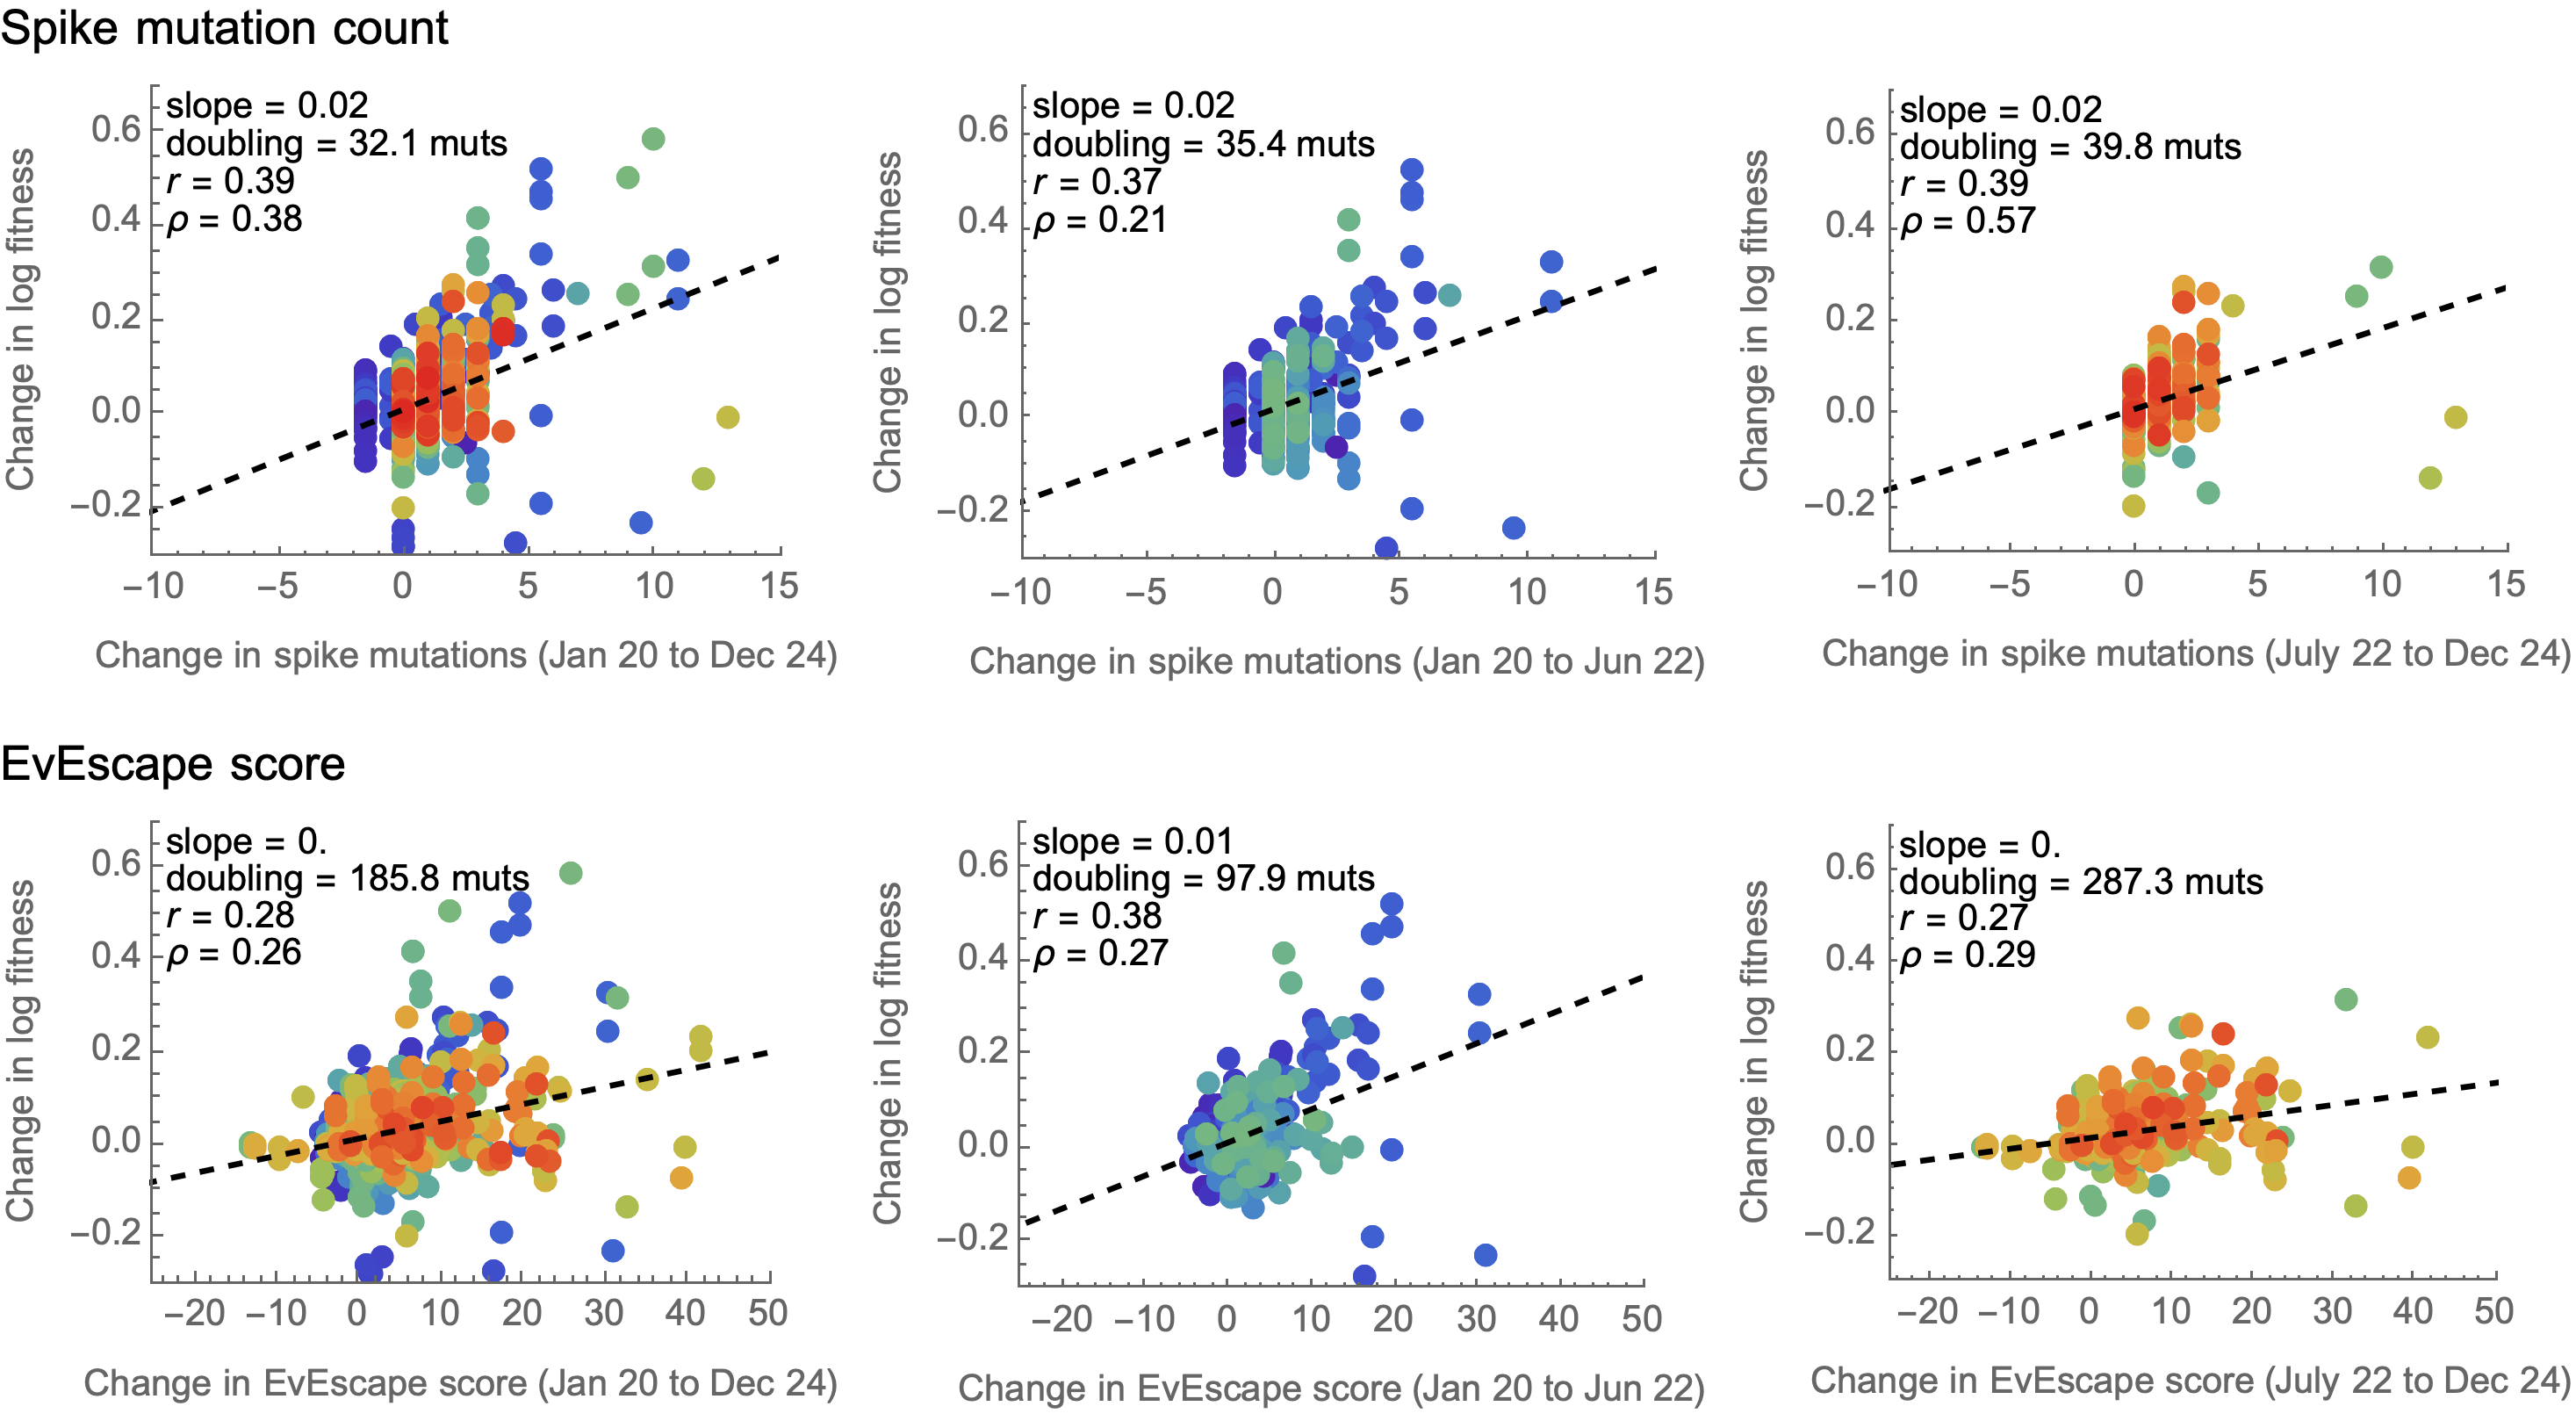 Spike mutation count
slope = 0.02
doubling = 32.1 muts
r = 0.39
ρ = 0.38
Change in log fitness
0.6
0.4
0.2
0.0
−0.2
−10 −5 0 5 10 15
Change in spike mutations (Jan 20 to Dec 24)
slope = 0.02
doubling = 35.4 muts
r = 0.37
ρ = 0.21
Change in log fitness
0.6
0.4
0.2
0.0
−0.2
−10 −5 0 5 10 15
Change in spike mutations (Jan 20 to Jun 22)
slope = 0.02
doubling = 39.8 muts
r = 0.39
ρ = 0.57
Change in log fitness
0.6
0.4
0.2
0.0
−0.2
−10 −5 0 5 10 15
Change in spike mutations (July 22 to Dec 24)
EvEscape score
slope = 0.
doubling = 185.8 muts
r = 0.28
ρ = 0.26
Change in log fitness
0.6
0.4
0.2
0.0
−0.2
−20 −10 0 10 20 30 40 50
Change in EvEscape score (Jan 20 to Dec 24)
slope = 0.01
doubling = 97.9 muts
r = 0.38
ρ = 0.27
Change in log fitness
0.6
0.4
0.2
0.0
−0.2
−20 −10 0 10 20 30 40 50
Change in EvEscape score (Jan 20 to Jun 22)
slope = 0.
doubling = 287.3 muts
r = 0.27
ρ = 0.29
Change in log fitness
0.6
0.4
0.2
0.0
−0.2
−20 −10 0 10 20 30 40 50
Change in EvEscape score (July 22 to Dec 24)